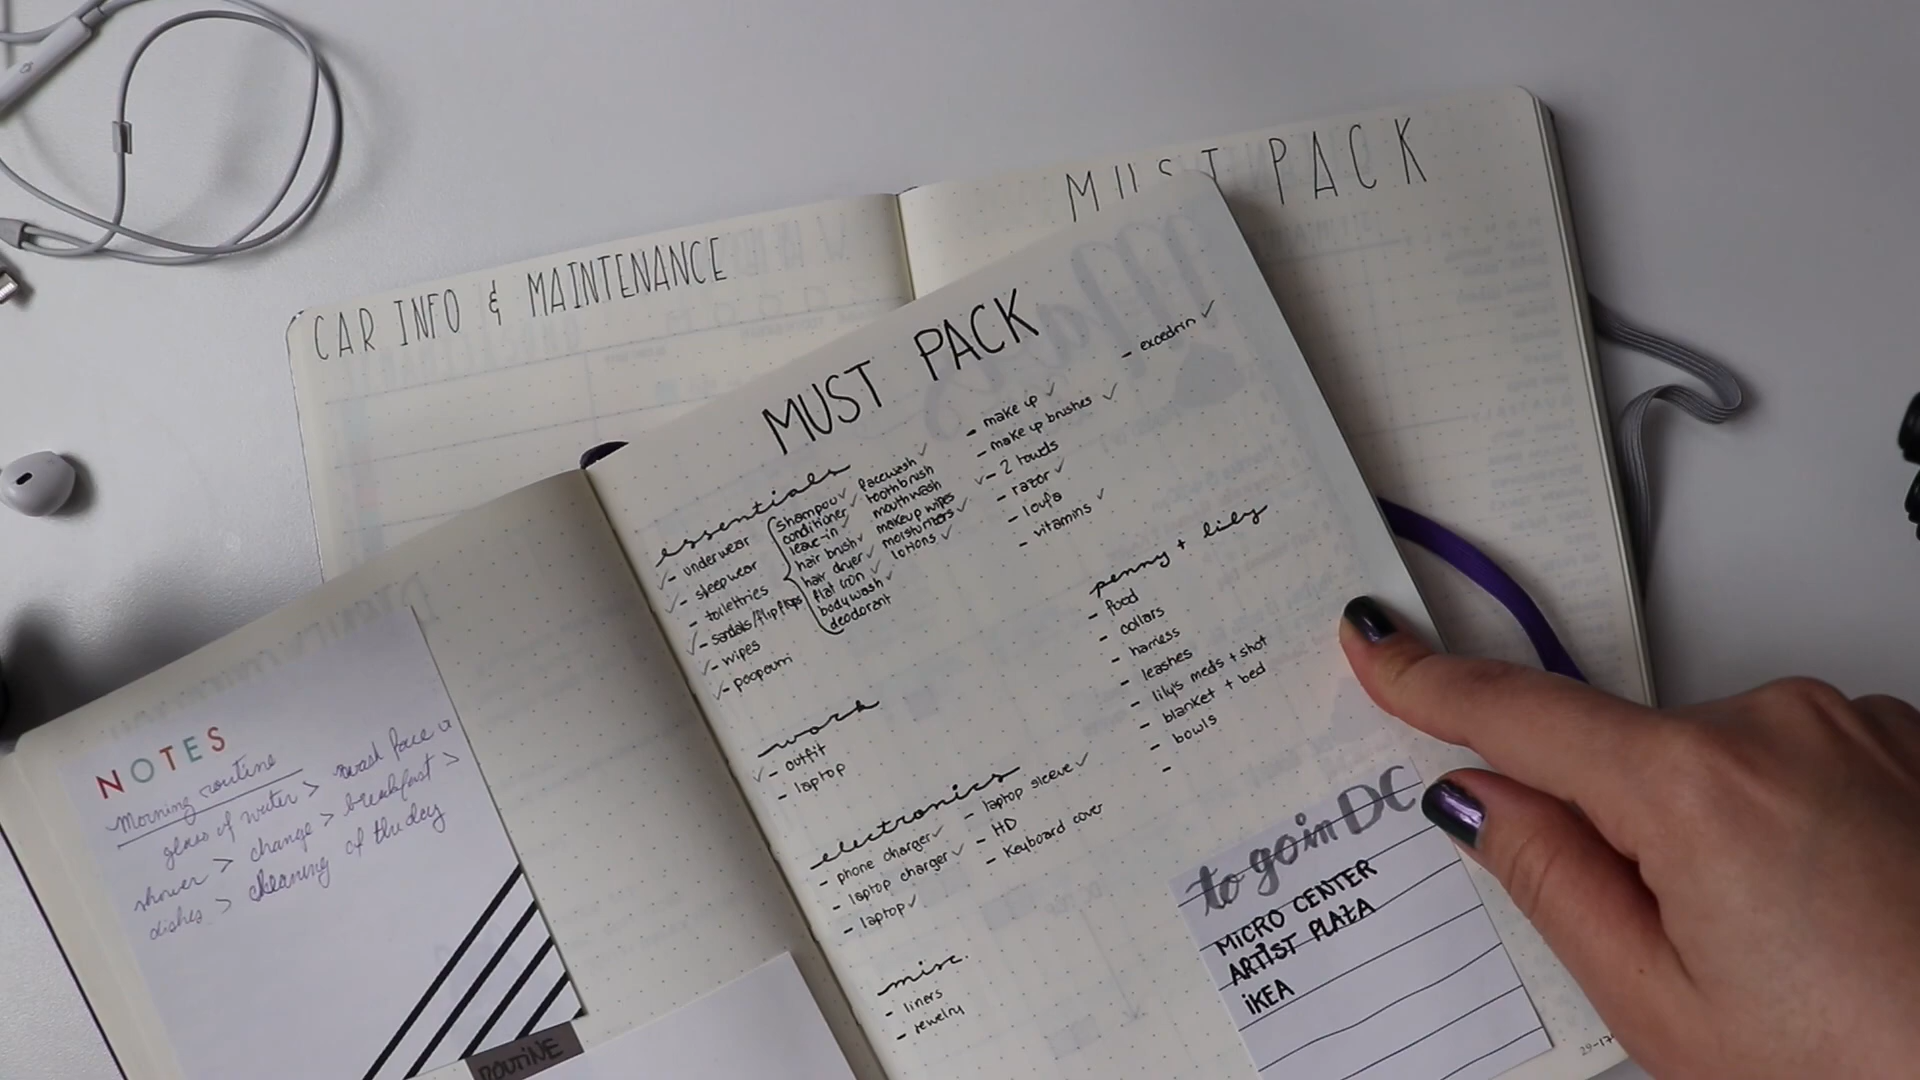 CAR INFO & MAINTENANCE
MUST PACK
MUST PACK
essentials
- underwear
- sleepwear
- toilettries
- sandals/flip flops
- wipes
- poopourri
shampoo
conditioner
leave-in
hair brush
hair dryer
flat iron
body wash
deodorant
facewash
toothbrush
mouthwash
makeup wipes
moisturizers
lotions
- make up
- make up brushes
- 2 towels
- razor
- loufa
- vitamins
- excedrin
work
- outfit
- laptop
electronics
- phone charger
- laptop charger
- laptop
- laptop sleeve
- HD
- Keyboard cover
misc.
- liners
- jewelry
penny + lily
- food
- collars
- harness
- leashes
- lily's meds + shot
- blanket + bed
- bowls
-
to go in DC
MICRO CENTER
ARTIST PLAZA
iKEA
NOTES
Morning routine
glass of water > wash face
shower > change > breakfast >
dishes > cleaning of the day
ROUTINE